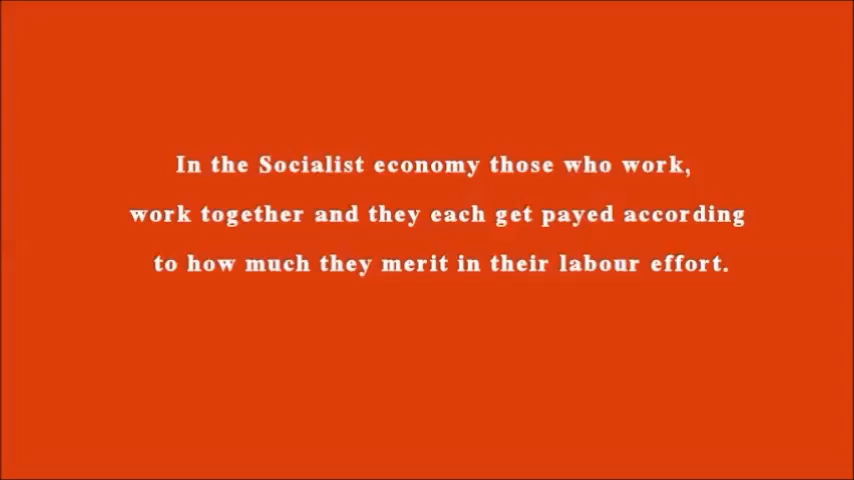 In the Socialist economy those who work,
work together and they each get payed according
to how much they merit in their labour effort.